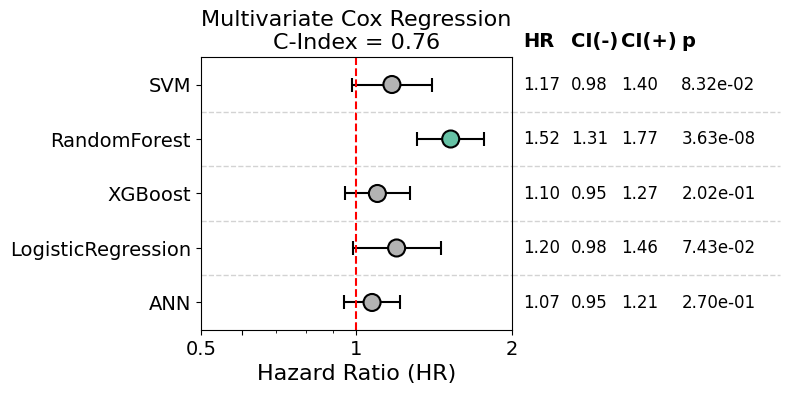 Multivariate Cox Regression
C-Index = 0.76
HR CI(-) CI(+) p
SVM 1.17 0.98 1.40 8.32e-02
RandomForest 1.52 1.31 1.77 3.63e-08
XGBoost 1.10 0.95 1.27 2.02e-01
LogisticRegression 1.20 0.98 1.46 7.43e-02
ANN 1.07 0.95 1.21 2.70e-01
0.5 1 2
Hazard Ratio (HR)